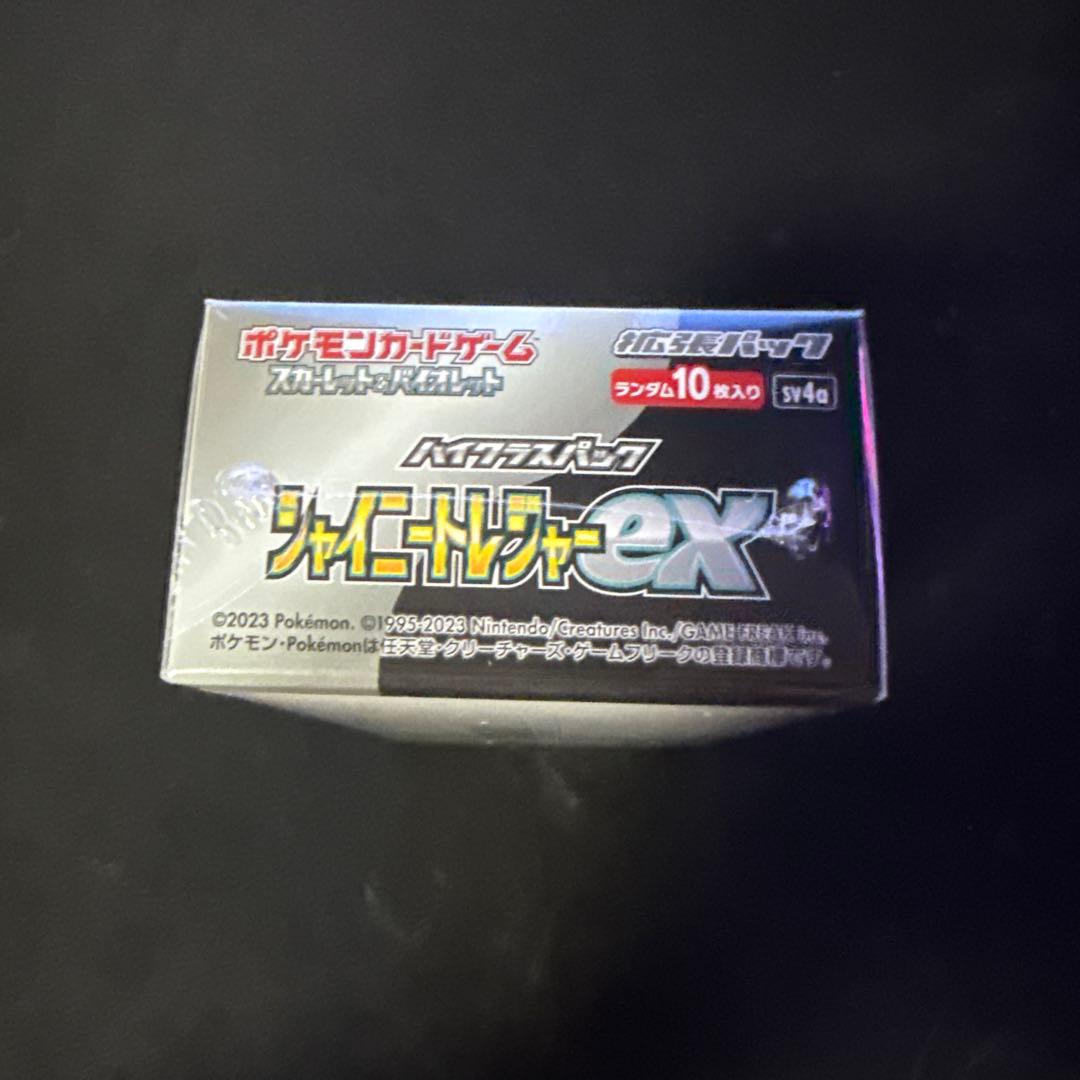 ポケモンカードゲーム
スカーレット&バイオレット
拡張パック
ランダム10枚入り
sv4a
ハイクラスパック
シャイニートレジャーex
©2023 Pokémon. ©1995-2023 Nintendo/Creatures Inc./GAME FREAK inc.
ポケモン・Pokémonは任天堂・クリーチャーズ・ゲームフリークの登録商標です。